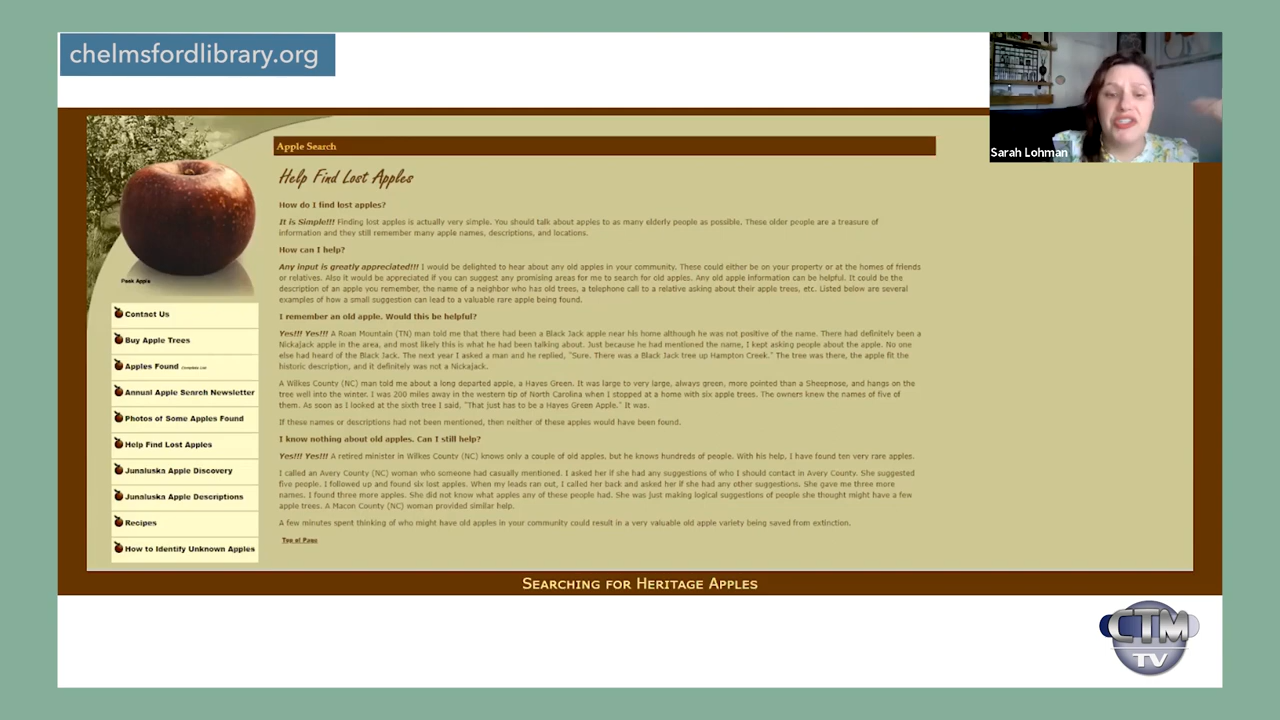 chelmsfordlibrary.org
Sarah Lohman
Apple Search
Help Find Lost Apples
How do I find lost apples?
It is Simple!!! Finding lost apples is actually very simple. You should talk about apples to as many elderly people as possible. These older people are a treasure of
information and they still remember many apple names, descriptions, and locations.
How can I help?
Any input is greatly appreciated!!! I would be delighted to hear about any old apples in your community. These could either be on your property or at the homes of friends
or relatives. Also it would be appreciated if you can suggest any promising areas for me to search for old apples. Any old apple information can be helpful. It could be the
description of an apple you remember, the name of a neighbor who has old trees, a telephone call to a relative asking about their apple trees, etc. Listed below are several
examples of how a small suggestion can lead to a valuable rare apple being found.
I remember an old apple. Would this be helpful?
Yes!!! Yes!!! A Roan Mountain (TN) man told me that there had been a Black Jack apple near his home although he was not positive of the name. There had definitely been a
Nickajack apple in the area, and most likely this is what he had been talking about. Just because he had mentioned the name, I kept asking people about the apple. No one
else had heard of the Black Jack. The next year I asked a man and he replied, "Sure. There was a Black Jack tree up Hampton Creek." The tree was there, the apple fit the
historic description, and it definitely was not a Nickajack.
A Wilkes County (NC) man told me about a long departed apple, a Hayes Green. It was large to very large, always green, more pointed than a Sheepnose, and hangs on the
tree well into the winter. I was 200 miles away in the western tip of North Carolina when I stopped at a home with six apple trees. The owners knew the names of five of
them. As soon as I looked at the sixth tree I said, "That just has to be a Hayes Green Apple." It was.
If these names or descriptions had not been mentioned, then neither of these apples would have been found.
I know nothing about old apples. Can I still help?
Yes!!! Yes!!! A retired minister in Wilkes County (NC) knows only a couple of old apples, but he knows hundreds of people. With his help, I have found ten very rare apples.
I called an Avery County (NC) woman who someone had casually mentioned. I asked her if she had any suggestions of who I should contact in Avery County. She suggested
five people. I followed up and found six lost apples. When my leads ran out, I called her back and asked her if she had any other suggestions. She gave me three more
names. I found three more apples. She did not know what apples any of these people had. She was just making logical suggestions of people she thought might have a few
apple trees. A Macon County (NC) woman provided similar help.
A few minutes spent thinking of who might have old apples in your community could result in a very valuable old apple variety being saved from extinction.
Top of Page
Peek Apple
Contact Us
Buy Apple Trees
Apples Found Complete List
Annual Apple Search Newsletter
Photos of Some Apples Found
Help Find Lost Apples
Junaluska Apple Discovery
Junaluska Apple Descriptions
Recipes
How to Identify Unknown Apples
Searching for Heritage Apples
CTM
TV